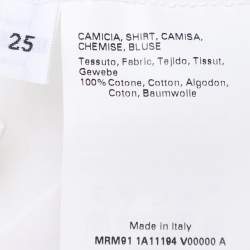 25
CAMICIA, SHIRT, CAMISA,
CHEMISE, BLUSE
Tessuto, Fabric, Tejido, Tissut,
Gewebe
100% Cotone, Cotton, Algodon,
Coton, Baumwolle
Made in Italy
MRM91 1A11194 V00000 A